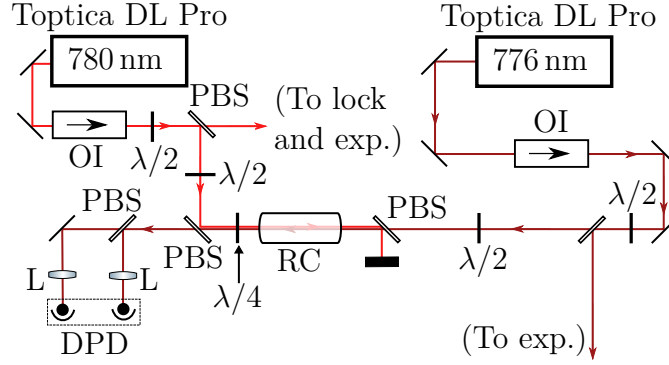 Toptica DL Pro
Toptica DL Pro
780 nm
776 nm
PBS
(To lock
and exp.)
OI
λ/2
OI
λ/2
λ/2
PBS
PBS
PBS
RC
λ/2
λ/4
L
L
DPD
(To exp.)